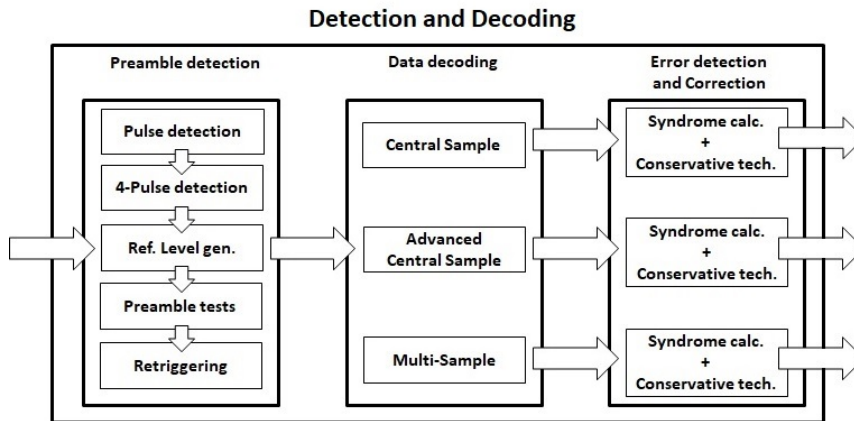 Detection and Decoding
Preamble detection
Pulse detection
4-Pulse detection
Ref. Level gen.
Preamble tests
Retriggering
Data decoding
Central Sample
Advanced
Central Sample
Multi-Sample
Error detection
and Correction
Syndrome calc.
+
Conservative tech.
Syndrome calc.
+
Conservative tech.
Syndrome calc.
+
Conservative tech.